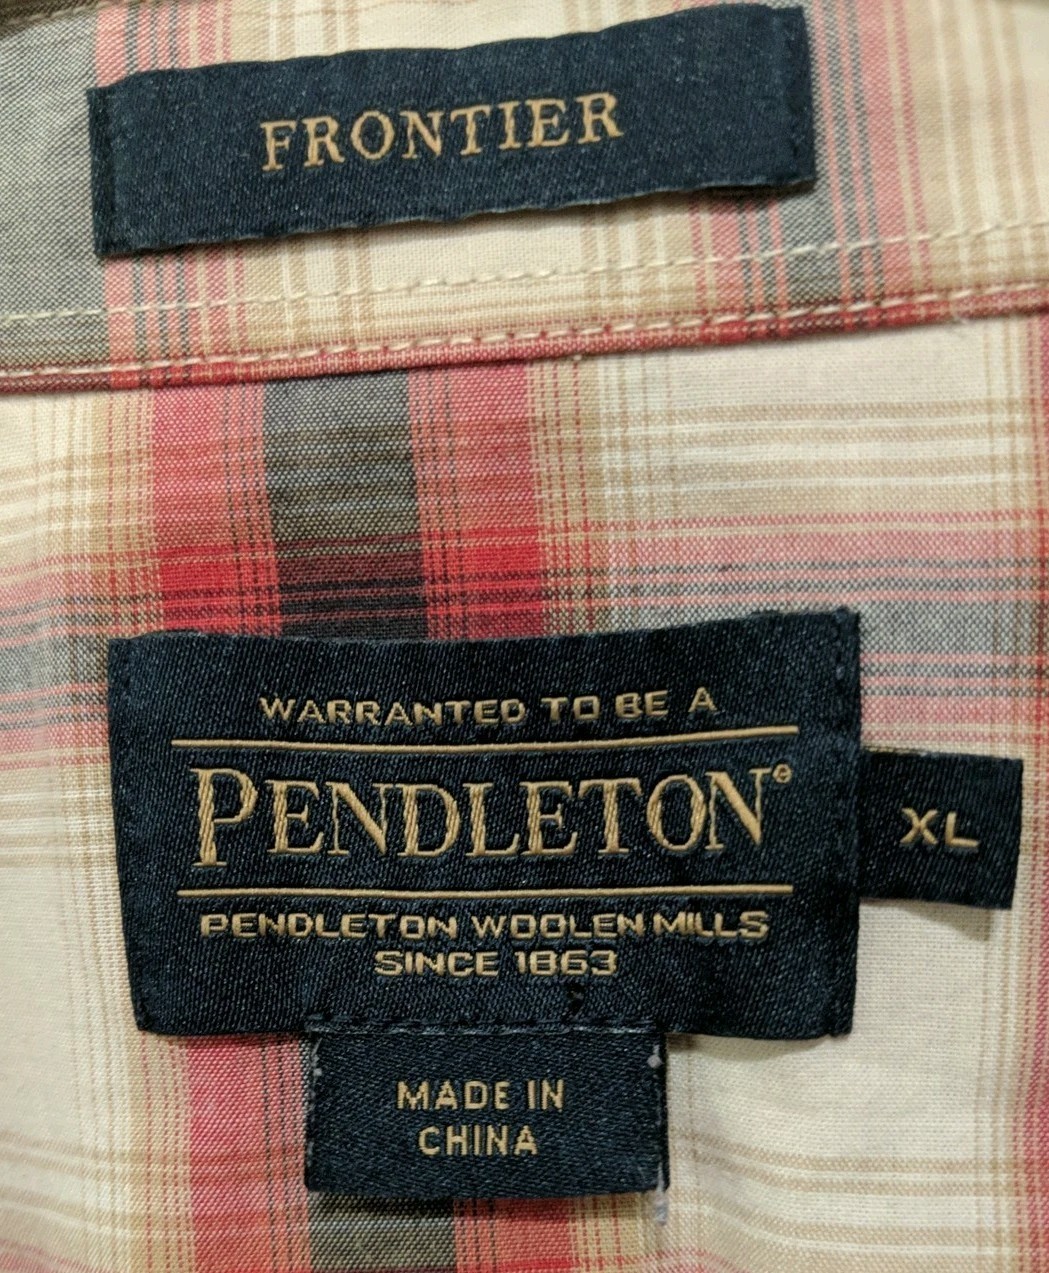 FRONTIER
WARRANTED TO BE A
PENDLETON®
XL
PENDLETON WOOLEN MILLS
SINCE 1863
MADE IN
CHINA